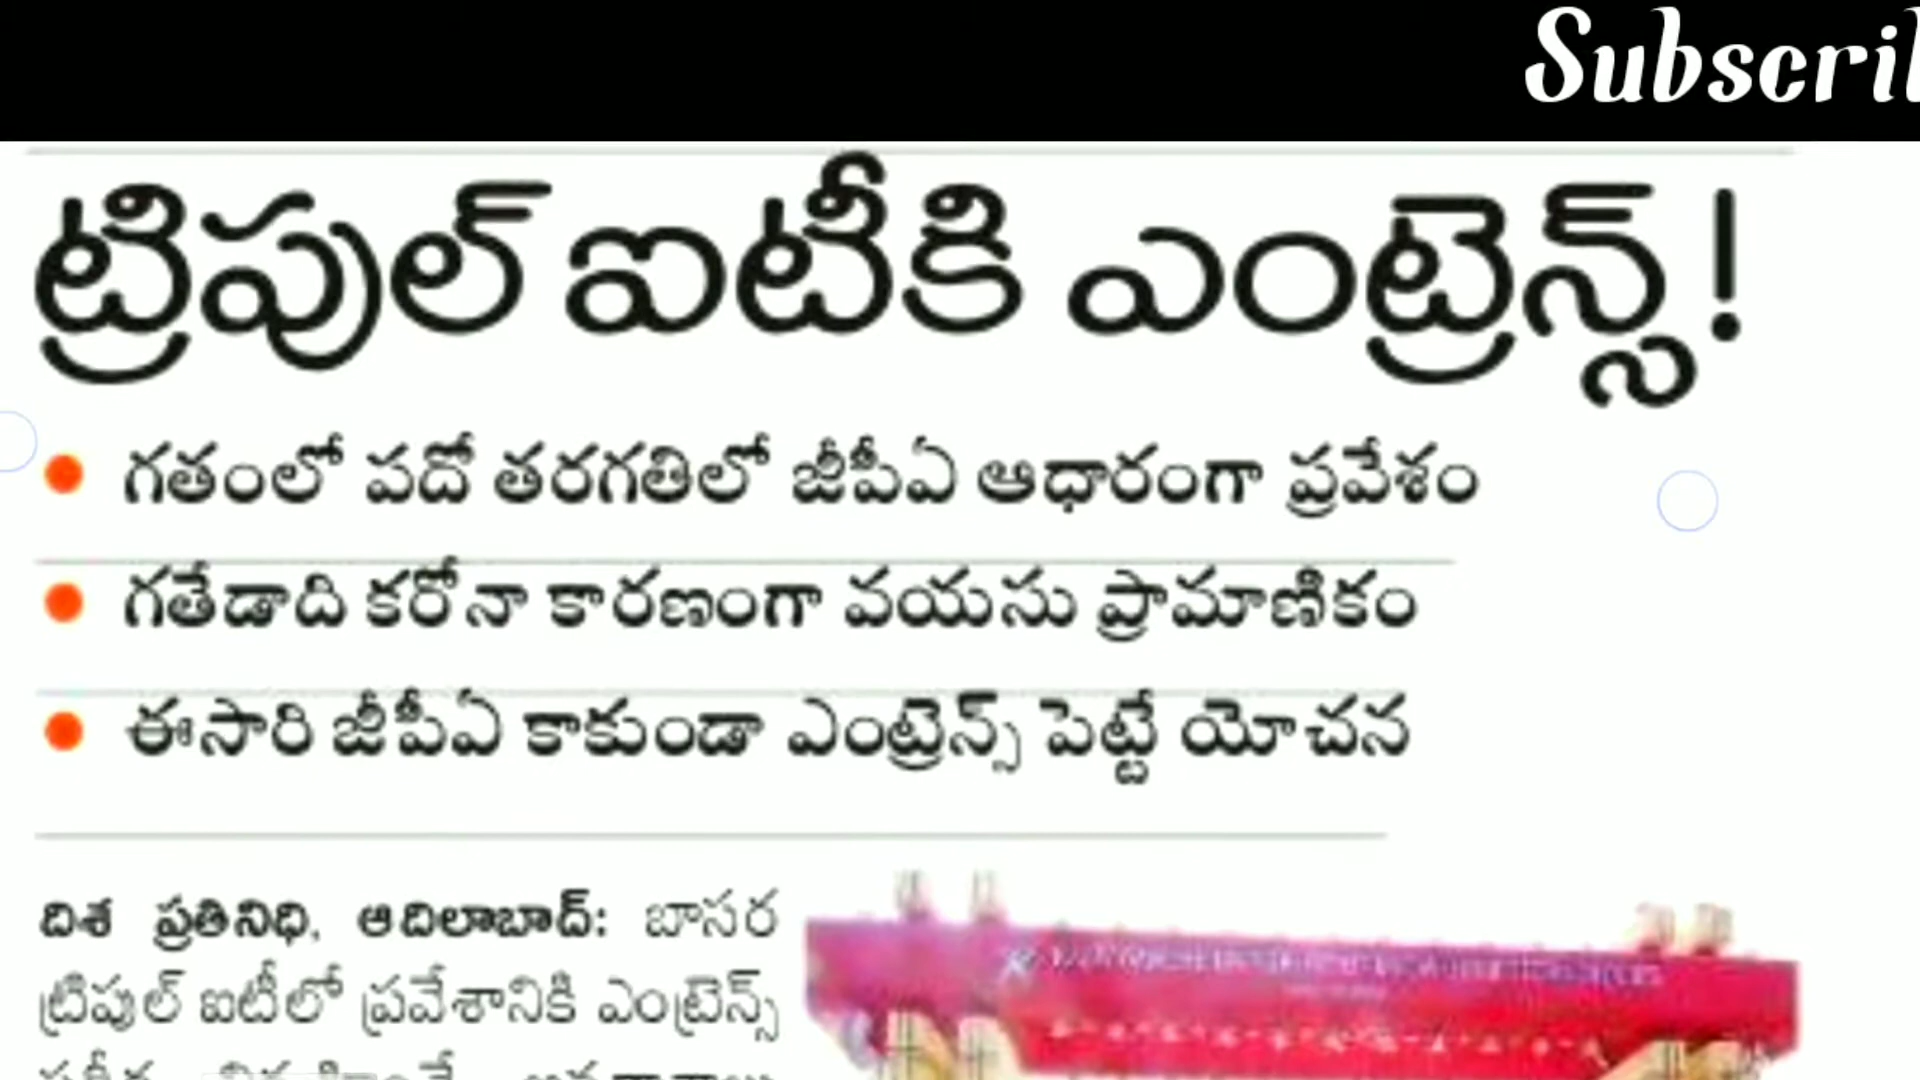 Subscri
ట్రిపుల్ ఐటీకి ఎంట్రెన్స్!
గతంలో పదో తరగతిలో జీపీఏ ఆధారంగా ప్రవేశం
గతేడాది కరోనా కారణంగా వయసు ప్రామాణికం
ఈసారి జీపీఏ కాకుండా ఎంట్రెన్స్ పెట్టే యోచన
దిశ ప్రతినిధి, ఆదిలాబాద్: బాసర
ట్రిపుల్ ఐటీలో ప్రవేశానికి ఎంట్రెన్స్